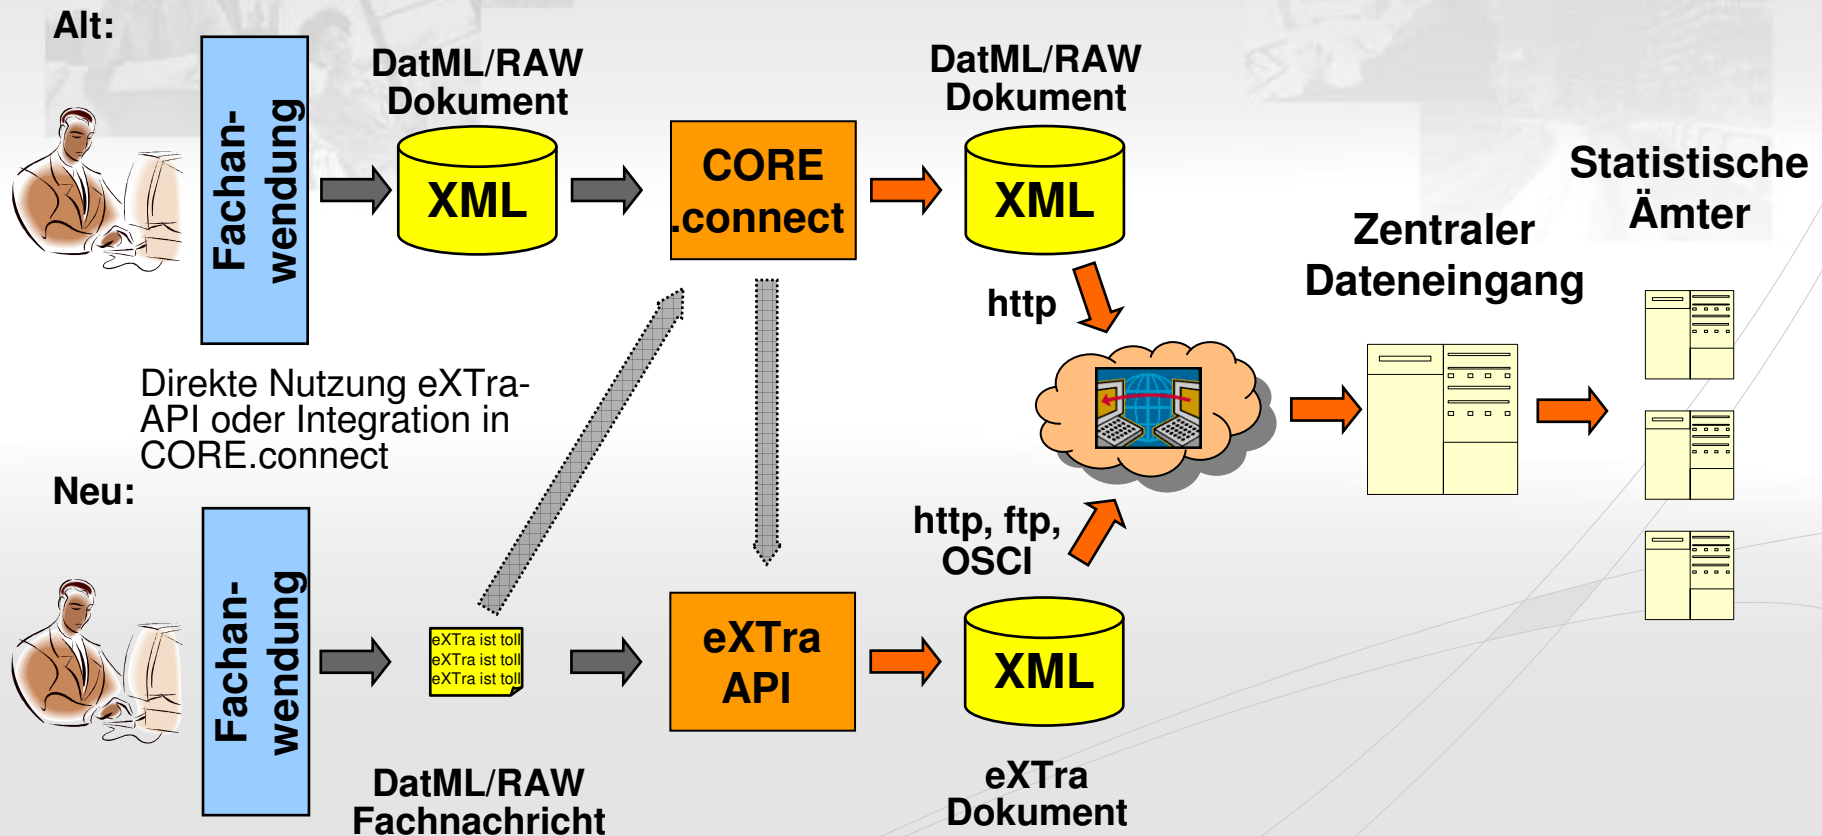 Alt:
Fachan-
wendung
DatML/RAW
Dokument
XML
CORE
.connect
DatML/RAW
Dokument
XML
http
Zentraler
Dateneingang
Statistische
Ämter
Direkte Nutzung eXTra-
API oder Integration in
CORE.connect
Neu:
Fachan-
wendung
eXTra ist toll
eXTra ist toll
eXTra ist toll
DatML/RAW
Fachnachricht
eXTra
API
http, ftp,
OSCI
XML
eXTra
Dokument